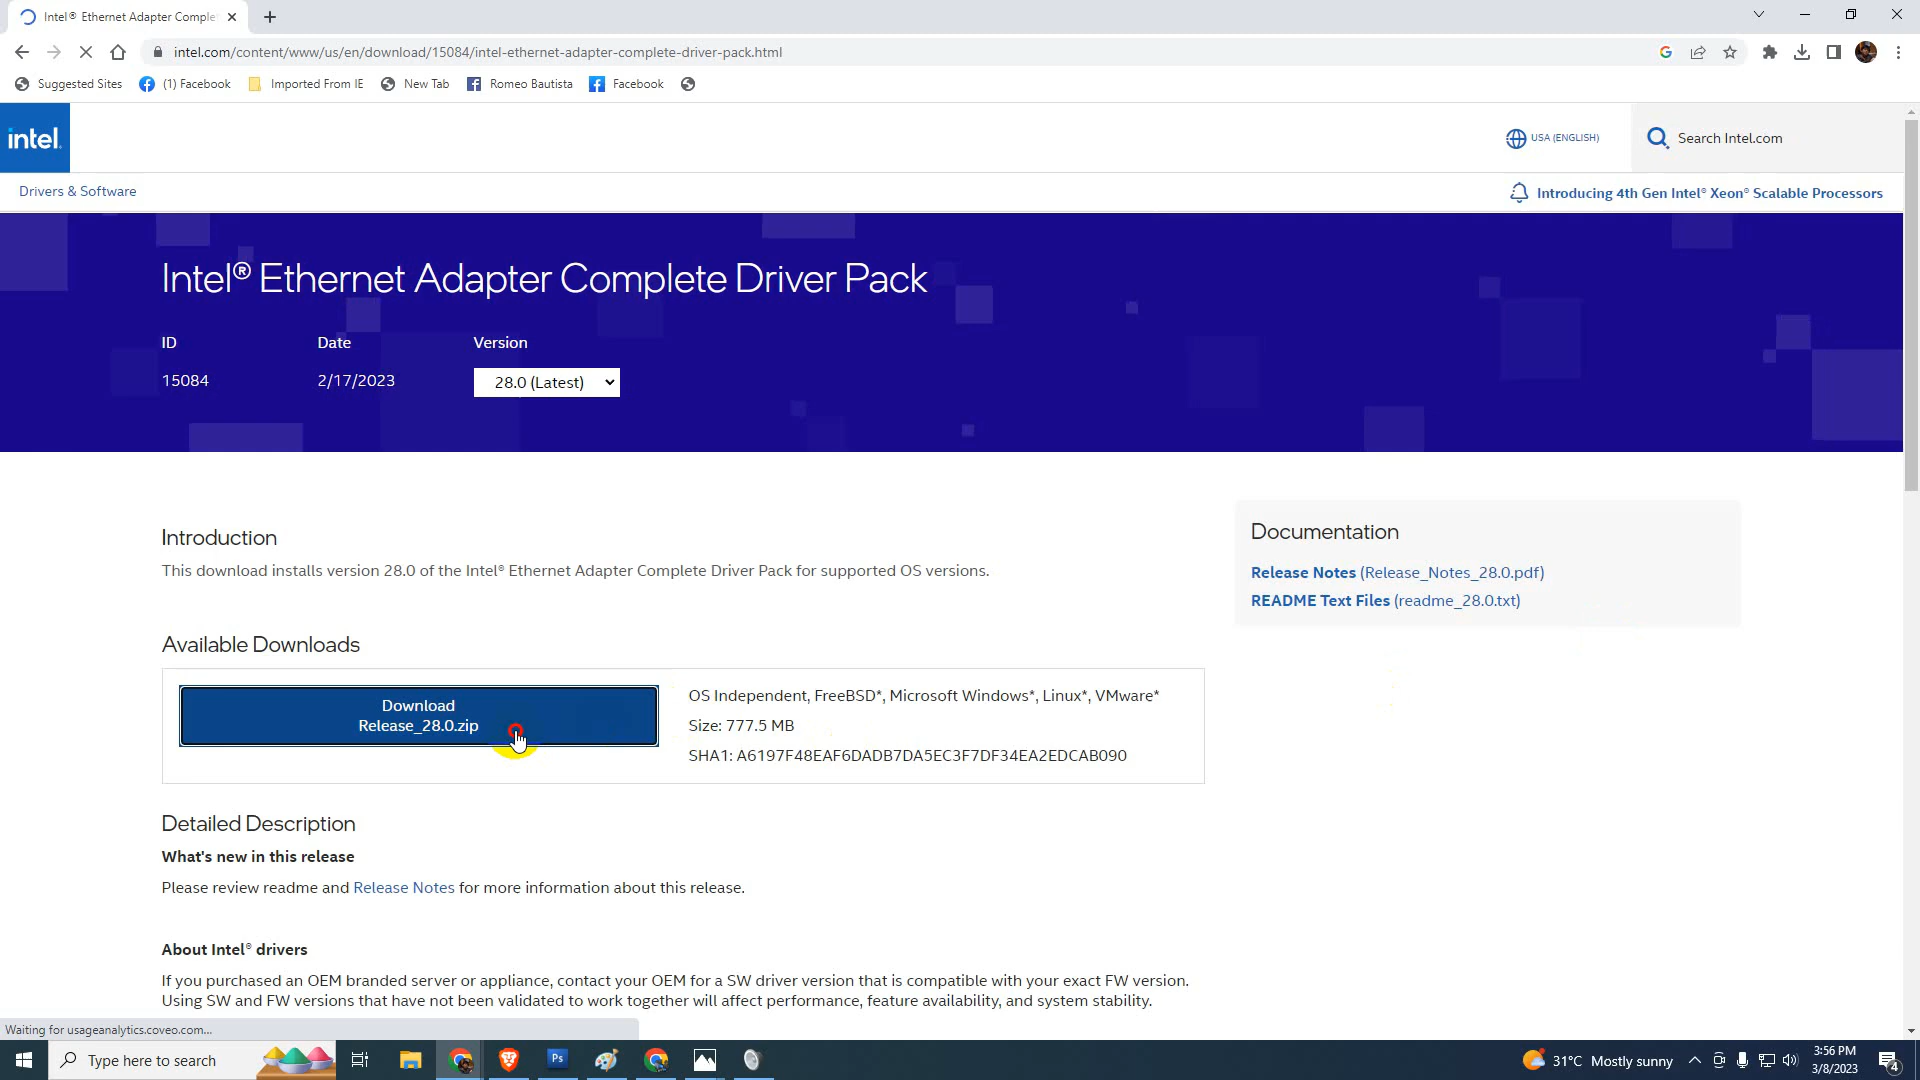 Intel® Ethernet Adapter Comple
intel.com/content/www/us/en/download/15084/intel-ethernet-adapter-complete-driver-pack.html
Suggested Sites
(1) Facebook
Imported From IE
New Tab
Romeo Bautista
Facebook
intel.
USA (ENGLISH)
Search Intel.com
Drivers & Software
Introducing 4th Gen Intel® Xeon® Scalable Processors
Intel® Ethernet Adapter Complete Driver Pack
ID
Date
Version
15084
2/17/2023
28.0 (Latest)
Introduction
This download installs version 28.0 of the Intel® Ethernet Adapter Complete Driver Pack for supported OS versions.
Documentation
Release Notes (Release_Notes_28.0.pdf)
README Text Files (readme_28.0.txt)
Available Downloads
Download
Release_28.0.zip
OS Independent, FreeBSD*, Microsoft Windows*, Linux*, VMware*
Size: 777.5 MB
SHA1: A6197F48EAF6DADB7DA5EC3F7DF34EA2EDCAB090
Detailed Description
What's new in this release
Please review readme and Release Notes for more information about this release.
About Intel® drivers
If you purchased an OEM branded server or appliance, contact your OEM for a SW driver version that is compatible with your exact FW version.
Using SW and FW versions that have not been validated to work together will affect performance, feature availability, and system stability.
Waiting for usageanalytics.coveo.com...
Type here to search
Ps
31°C Mostly sunny
3:56 PM
3/8/2023
4